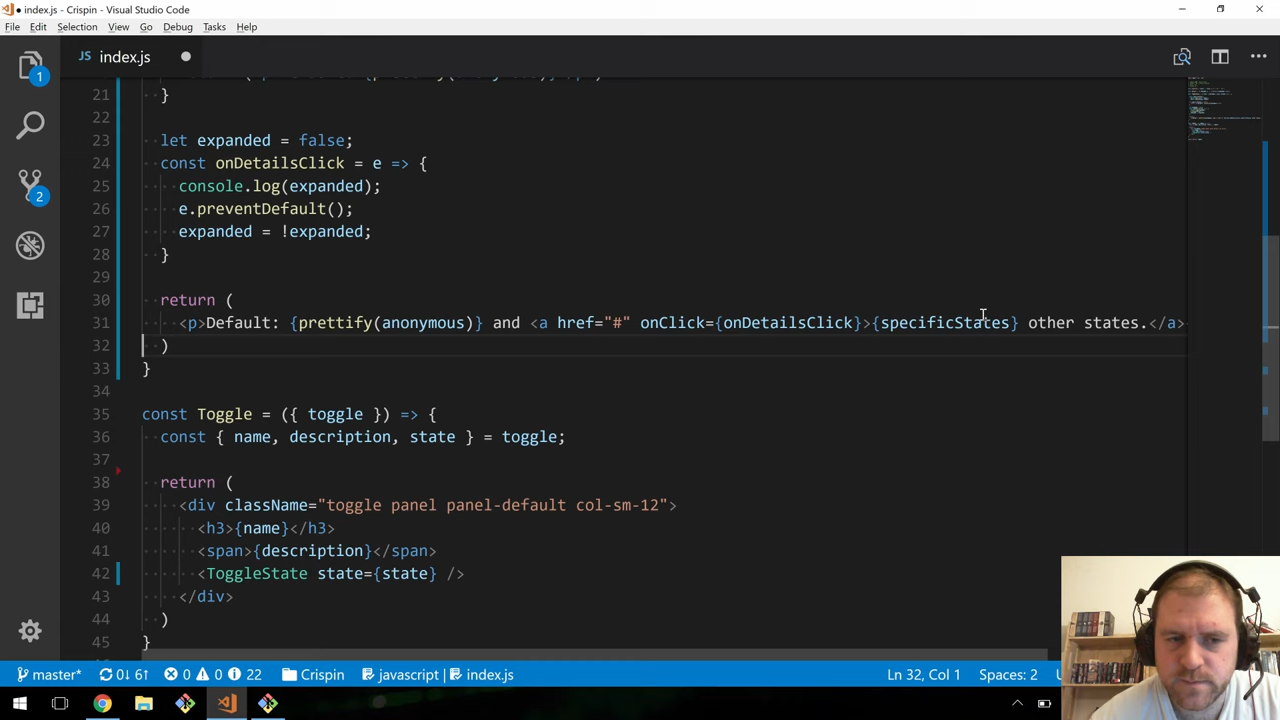 index.js - Crispin - Visual Studio Code
File Edit Selection View Go Debug Tasks Help
JS index.js
1
2
21 }
22
23 let expanded = false;
24 const onDetailsClick = e => {
25 console.log(expanded);
26 e.preventDefault();
27 expanded = !expanded;
28 }
29
30 return (
31 <p>Default: {prettify(anonymous)} and <a href="#" onClick={onDetailsClick}>{specificStates} other states.</a>
32 )
33 }
34
35 const Toggle = ({ toggle }) => {
36 const { name, description, state } = toggle;
37
38 return (
39 <div className="toggle panel panel-default col-sm-12">
40 <h3>{name}</h3>
41 <span>{description}</span>
42 <ToggleState state={state} />
43 </div>
44 )
45 }
master* 0↓ 6↑ 0 0 22 Crispin javascript index.js Ln 32, Col 1 Spaces: 2